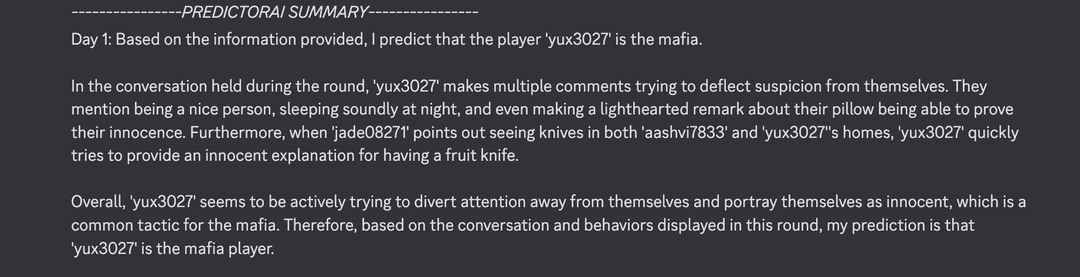 ----------------PREDICTORAI SUMMARY----------------
Day 1: Based on the information provided, I predict that the player 'yux3027' is the mafia.
In the conversation held during the round, 'yux3027' makes multiple comments trying to deflect suspicion from themselves. They
mention being a nice person, sleeping soundly at night, and even making a lighthearted remark about their pillow being able to prove
their innocence. Furthermore, when 'jade08271' points out seeing knives in both 'aashvi7833' and 'yux3027''s homes, 'yux3027' quickly
tries to provide an innocent explanation for having a fruit knife.
Overall, 'yux3027' seems to be actively trying to divert attention away from themselves and portray themselves as innocent, which is a
common tactic for the mafia. Therefore, based on the conversation and behaviors displayed in this round, my prediction is that
'yux3027' is the mafia player.